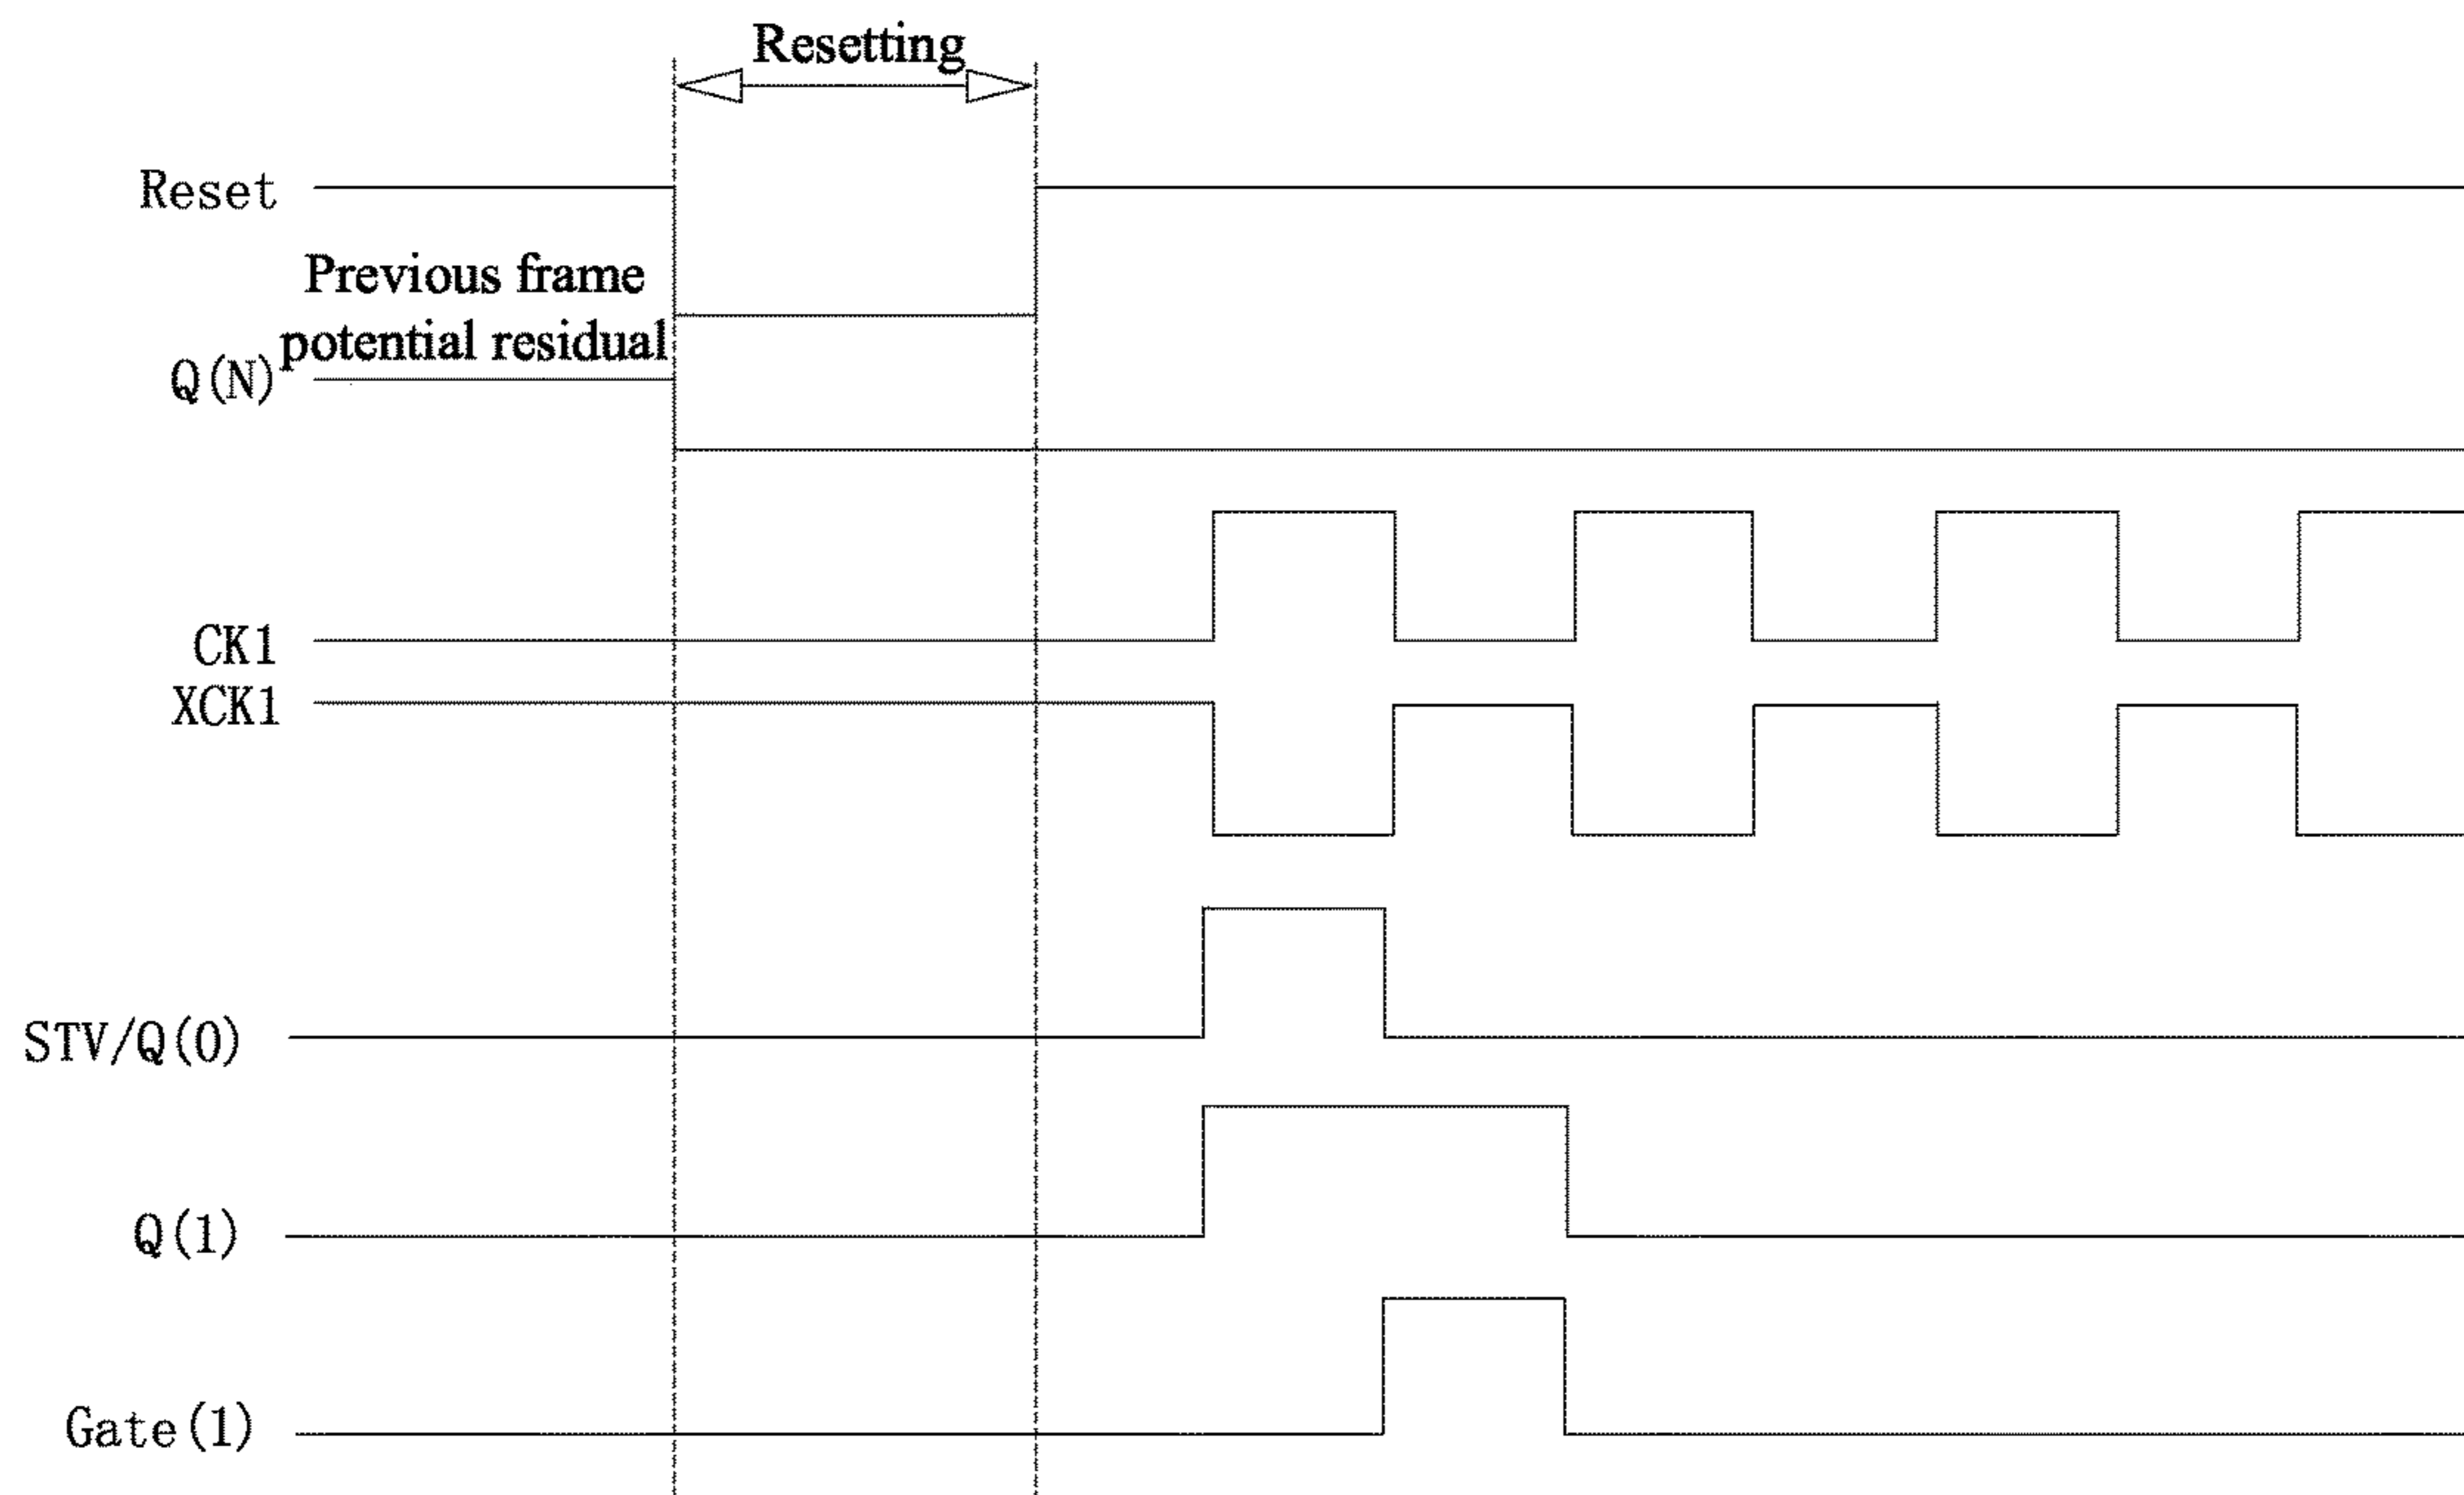 Resetting
Reset
Previous frame
potential residual
Q(N)
CK1
XCK1
STV/Q(0)
Q(1)
Gate(1)